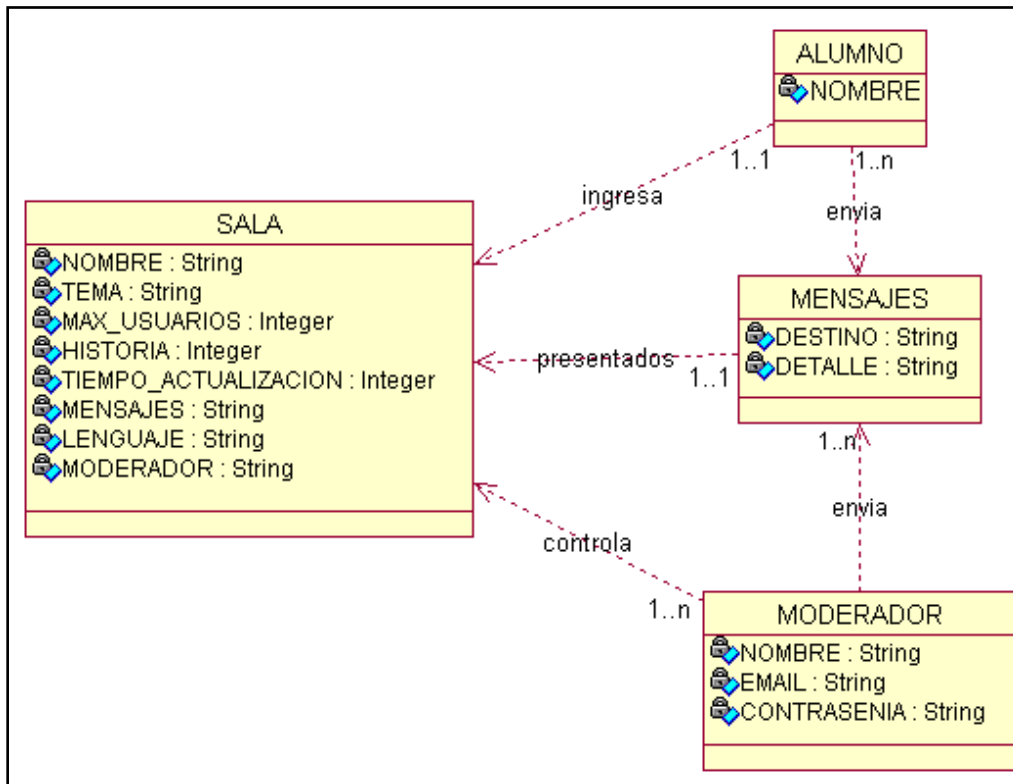 ALUMNO
NOMBRE
1..1
1..n
ingresa
envia
SALA
NOMBRE : String
TEMA : String
MAX_USUARIOS : Integer
HISTORIA : Integer
TIEMPO_ACTUALIZACION : Integer
MENSAJES : String
LENGUAJE : String
MODERADOR : String
MENSAJES
DESTINO : String
DETALLE : String
presentados
1..1
1..n
envia
controla
1..n
MODERADOR
NOMBRE : String
EMAIL : String
CONTRASENIA : String